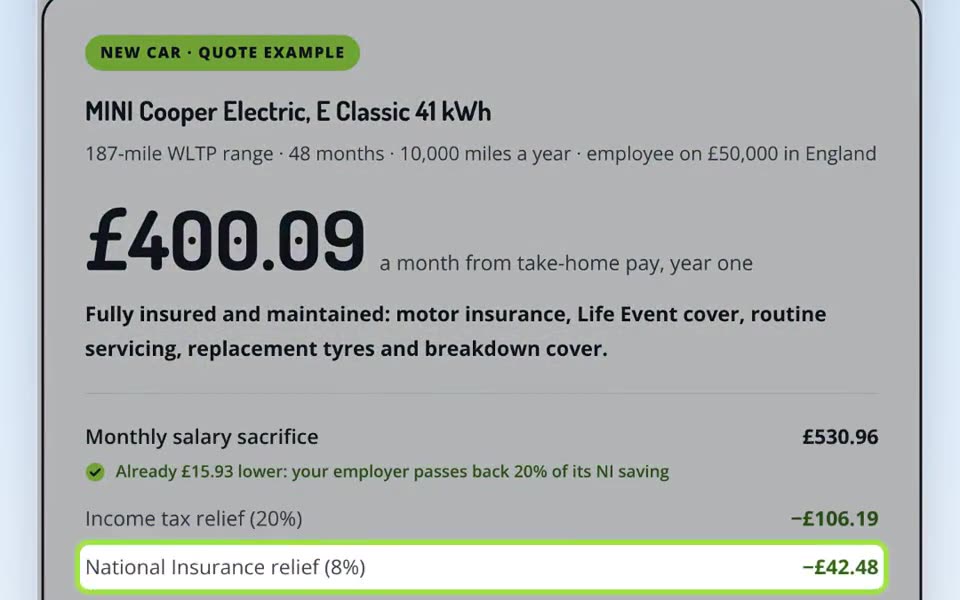 NEW CAR · QUOTE EXAMPLE
MINI Cooper Electric, E Classic 41 kWh
187-mile WLTP range · 48 months · 10,000 miles a year · employee on £50,000 in England
£400.09 a month from take-home pay, year one
Fully insured and maintained: motor insurance, Life Event cover, routine
servicing, replacement tyres and breakdown cover.
Monthly salary sacrifice £530.96
Already £15.93 lower: your employer passes back 20% of its NI saving
Income tax relief (20%) −£106.19
National Insurance relief (8%) −£42.48